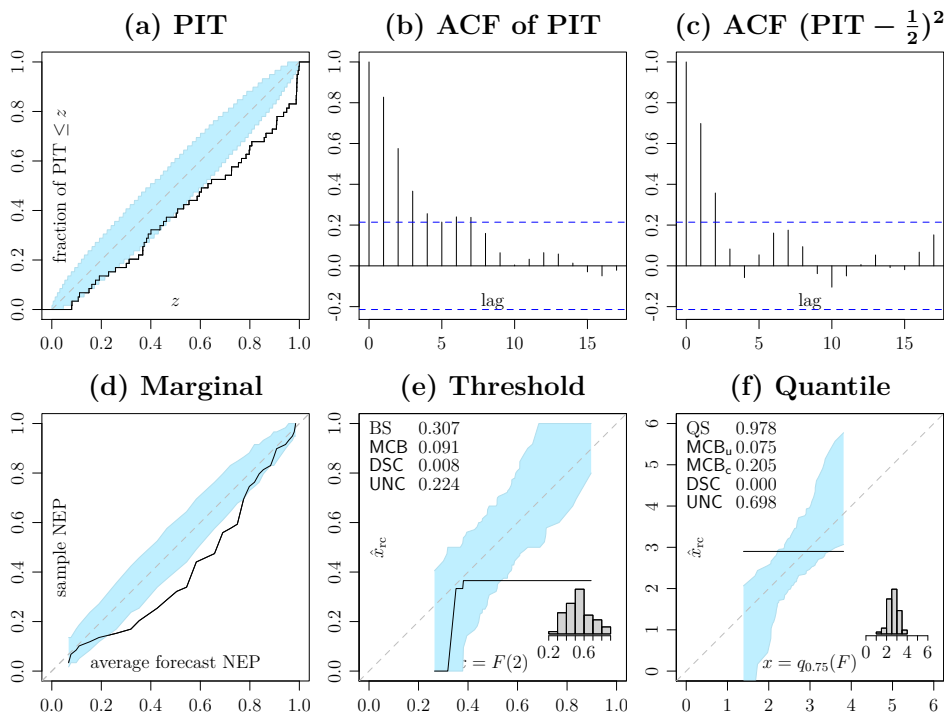 (a) PIT
(b) ACF of PIT
(c) ACF (PIT − 1/2)²
fraction of PIT ≤ z
z
0.0 0.2 0.4 0.6 0.8 1.0
0.0 0.2 0.4 0.6 0.8 1.0
lag
-0.2 0.0 0.2 0.4 0.6 0.8 1.0
0 5 10 15
lag
-0.2 0.0 0.2 0.4 0.6 0.8 1.0
0 5 10 15
(d) Marginal
(e) Threshold
(f) Quantile
sample NEP
average forecast NEP
0.0 0.2 0.4 0.6 0.8 1.0
0.0 0.2 0.4 0.6 0.8 1.0
BS 0.307
MCB 0.091
DSC 0.008
UNC 0.224
x̂rc
= F(2)
0.2 0.6
0.0 0.2 0.4 0.6 0.8 1.0
0.0 0.2 0.4 0.6 0.8 1.0
QS 0.978
MCBu 0.075
MCBc 0.205
DSC 0.000
UNC 0.698
x̂rc
x = q0.75(F)
0 2 4 6
0 1 2 3 4 5 6
0 1 2 3 4 5 6